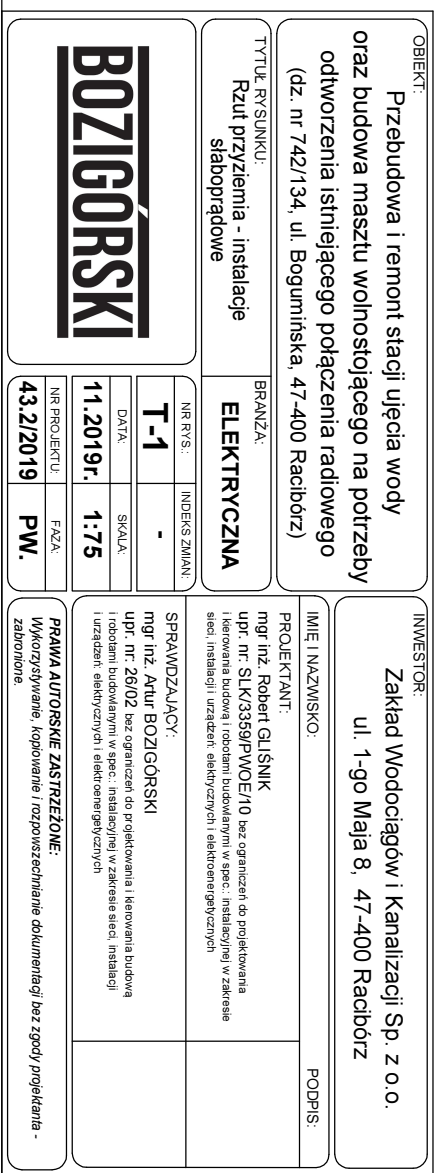 OBIEKT:
Przebudowa i remont stacji ujęcia wody
oraz budowa masztu wolnostojącego na potrzeby
odtworzenia istniejącego połączenia radiowego
(dz. nr 742/134, ul. Bogumińska, 47-400 Racibórz)
INWESTOR:
Zakład Wodociągów i Kanalizacji Sp. z o.o.
ul. 1-go Maja 8, 47-400 Racibórz
TYTUŁ RYSUNKU:
Rzut przyziemia - instalacje
słaboprądowe
BRANŻA:
ELEKTRYCZNA
IMIĘ I NAZWISKO:
PODPIS:
PROJEKTANT:
mgr inż. Robert GLIŚNIK
upr. nr: SLK/3359/PWOE/10 bez ograniczeń do projektowania
i kierowania budową i robotami budowlanymi w spec.: instalacyjnej w zakresie
sieci, instalacji i urządzeń: elektrycznych i elektroenergetycznych
BOZIGÓRSKI
NR RYS.:
INDEKS ZMIAN:
T-1
-
DATA:
SKALA:
11.2019r.
1:75
NR PROJEKTU:
FAZA:
43.2/2019
PW.
SPRAWDZAJĄCY:
mgr inż. Artur BOZIGÓRSKI
upr. nr: 26/02 bez ograniczeń do projektowania i kierowania budową
i robotami budowlanymi w spec.: instalacyjnej w zakresie sieci, instalacji
i urządzeń: elektrycznych i elektroenergetycznych
PRAWA AUTORSKIE ZASTRZEŻONE:
Wykorzystywanie, kopiowanie i rozpowszechnianie dokumentacji bez zgody projektanta -
zabronione.